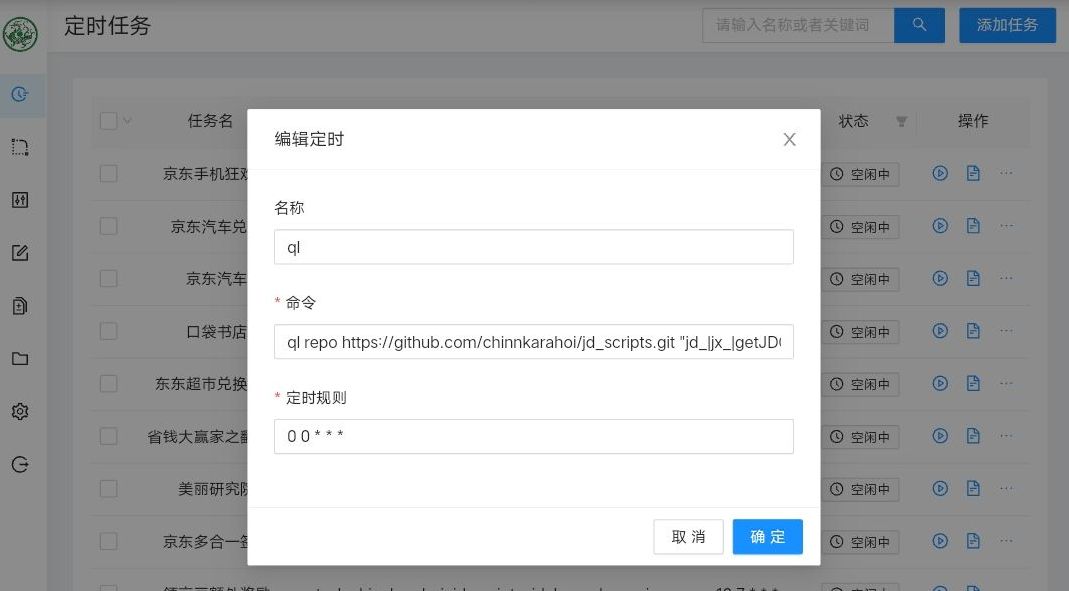 定时任务
请输入名称或者关键词
添加任务
任务名
状态
操作
编辑定时
名称
ql
* 命令
ql repo https://github.com/chinnkarahoi/jd_scripts.git "jd_|jx_|getJD
* 定时规则
0 0 * * *
取 消
确 定
京东手机狂
空闲中
京东汽车兑
空闲中
京东汽车
空闲中
口袋书店
空闲中
东东超市兑换
空闲中
省钱大赢家之翻
空闲中
美丽研究院
空闲中
京东多合一签
空闲中